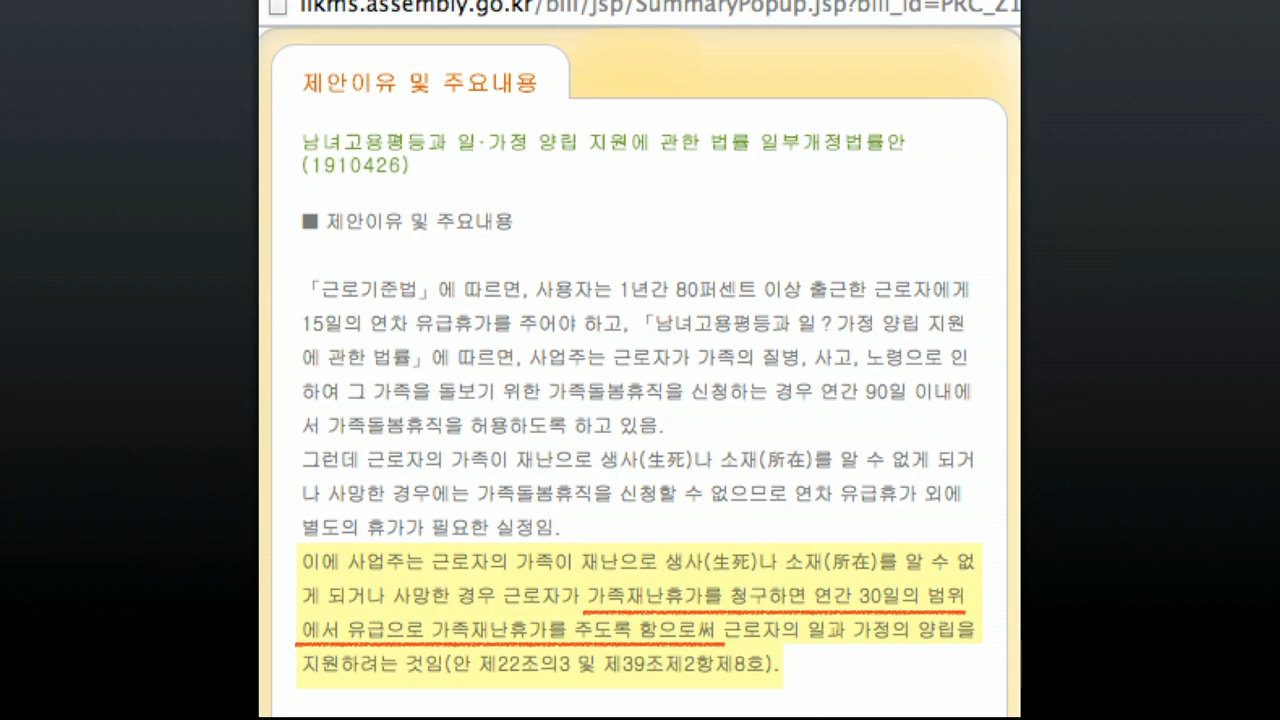 likms.assembly.go.kr/bill/jsp/SummaryPopup.jsp?bill_id=PRC_Z1
제안이유 및 주요내용
남녀고용평등과 일·가정 양립 지원에 관한 법률 일부개정법률안
(1910426)
■ 제안이유 및 주요내용
「근로기준법」에 따르면, 사용자는 1년간 80퍼센트 이상 출근한 근로자에게
15일의 연차 유급휴가를 주어야 하고, 「남녀고용평등과 일？가정 양립 지원
에 관한 법률」에 따르면, 사업주는 근로자가 가족의 질병, 사고, 노령으로 인
하여 그 가족을 돌보기 위한 가족돌봄휴직을 신청하는 경우 연간 90일 이내에
서 가족돌봄휴직을 허용하도록 하고 있음.
그런데 근로자의 가족이 재난으로 생사(生死)나 소재(所在)를 알 수 없게 되거
나 사망한 경우에는 가족돌봄휴직을 신청할 수 없으므로 연차 유급휴가 외에
별도의 휴가가 필요한 실정임.
이에 사업주는 근로자의 가족이 재난으로 생사(生死)나 소재(所在)를 알 수 없
게 되거나 사망한 경우 근로자가 가족재난휴가를 청구하면 연간 30일의 범위
에서 유급으로 가족재난휴가를 주도록 함으로써 근로자의 일과 가정의 양립을
지원하려는 것임(안 제22조의3 및 제39조제2항제8호).